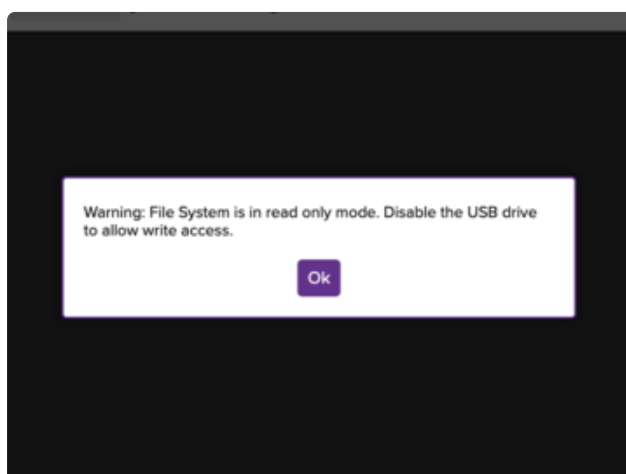 Warning: File System is in read only mode. Disable the USB drive
to allow write access.
Ok